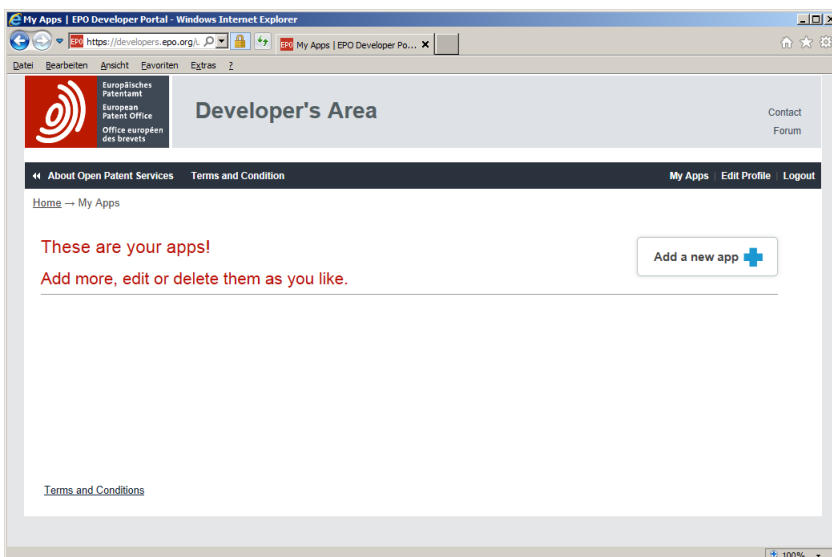 My Apps | EPO Developer Portal - Windows Internet Explorer
EPO https://developers.epo.org/. EPO My Apps | EPO Developer Po...
Datei Bearbeiten Ansicht Favoriten Extras ?
Europäisches
Patentamt
European
Patent Office
Office européen
des brevets
Developer's Area
Contact
Forum
About Open Patent Services Terms and Condition My Apps Edit Profile Logout
Home → My Apps
These are your apps!
Add a new app
Add more, edit or delete them as you like.
Terms and Conditions
100%